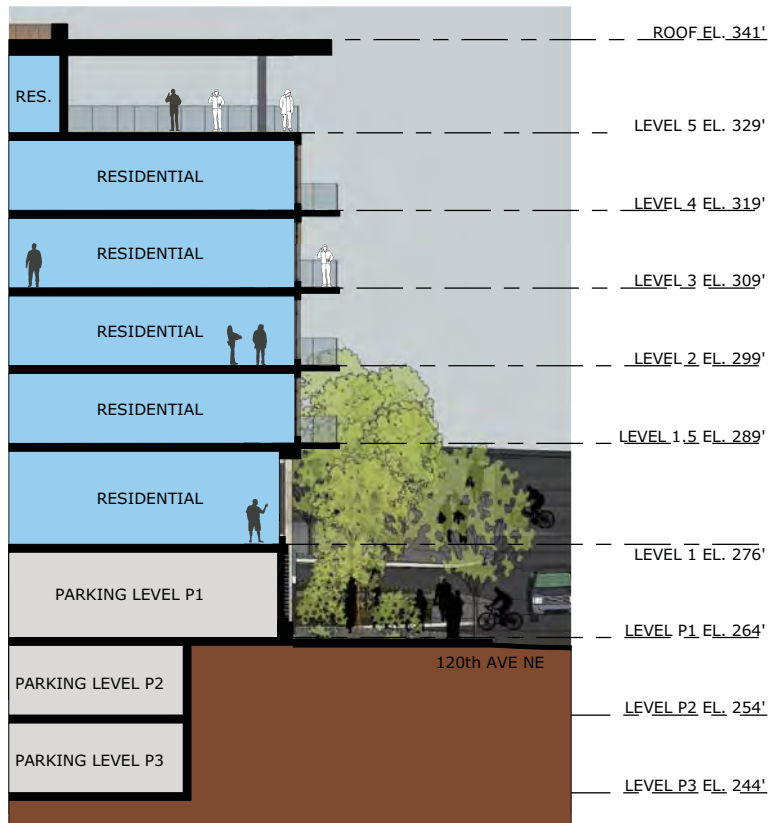 ROOF EL. 341'
RES.
LEVEL 5 EL. 329'
RESIDENTIAL
LEVEL 4 EL. 319'
RESIDENTIAL
LEVEL 3 EL. 309'
RESIDENTIAL
LEVEL 2 EL. 299'
RESIDENTIAL
LEVEL 1.5 EL. 289'
RESIDENTIAL
LEVEL 1 EL. 276'
PARKING LEVEL P1
LEVEL P1 EL. 264'
120th AVE NE
PARKING LEVEL P2
LEVEL P2 EL. 254'
PARKING LEVEL P3
LEVEL P3 EL. 244'